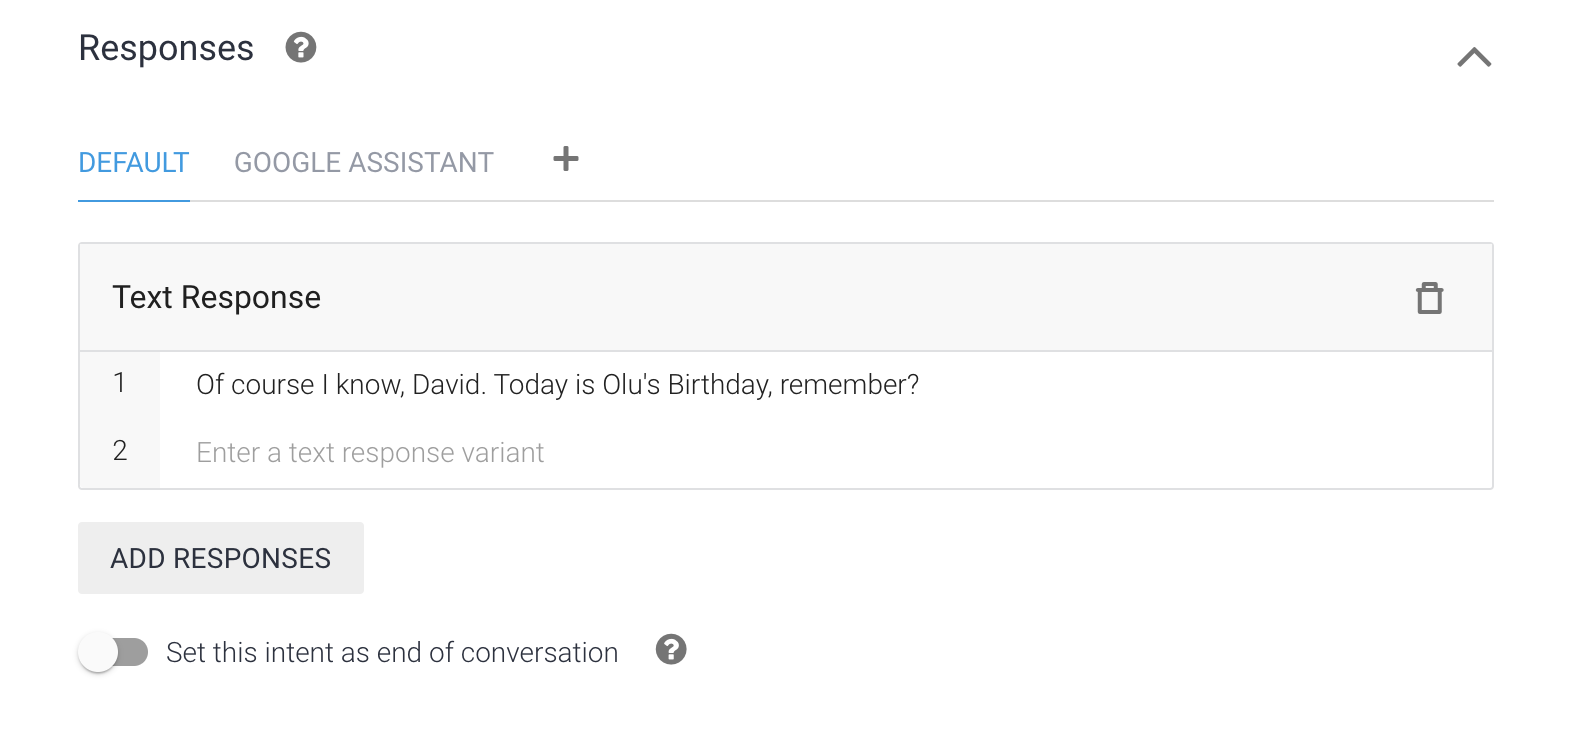 Responses ?
DEFAULT GOOGLE ASSISTANT +
Text Response
1 Of course I know, David. Today is Olu's Birthday, remember?
2 Enter a text response variant
ADD RESPONSES
Set this intent as end of conversation ?